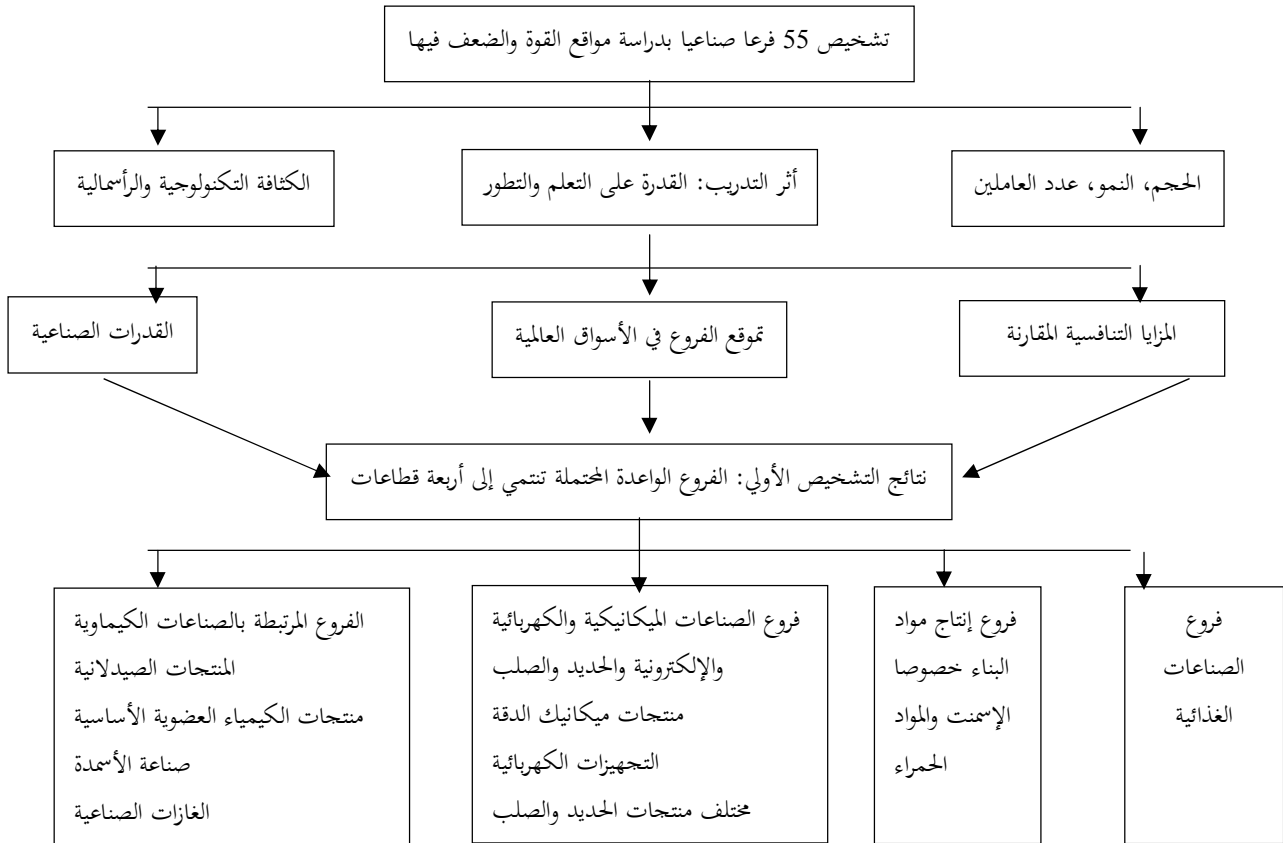 تشخيص 55 فرعا صناعيا بدراسة مواقع القوة والضعف فيها
الحجم، النمو، عدد العاملين
أثر التدريب: القدرة على التعلم والتطور
الكثافة التكنولوجية والرأسمالية
المزايا التنافسية المقارنة
تموقع الفروع في الأسواق العالمية
القدرات الصناعية
نتائج التشخيص الأولي: الفروع الواعدة المحتملة تنتمي إلى أربعة قطاعات
فروع
الصناعات
الغذائية
فروع إنتاج مواد
البناء خصوصا
الإسمنت والمواد
الحمراء
فروع الصناعات الميكانيكية والكهربائية
والإلكترونية والحديد والصلب
منتجات ميكانيك الدقة
التجهيزات الكهربائية
مختلف منتجات الحديد والصلب
الفروع المرتبطة بالصناعات الكيماوية
المنتجات الصيدلانية
منتجات الكيمياء العضوية الأساسية
صناعة الأسمدة
الغازات الصناعية